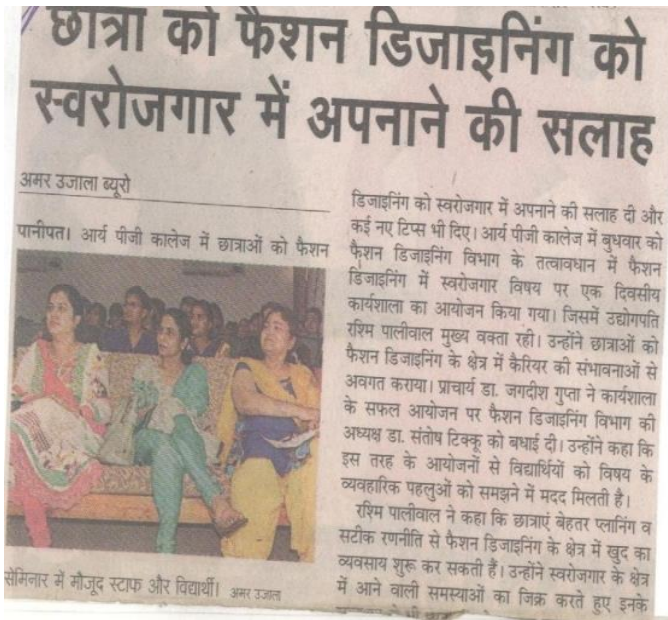 छात्रा को फैशन डिजाइनिंग को
स्वरोजगार में अपनाने की सलाह
अमर उजाला ब्यूरो
पानीपत। आर्य पीजी कालेज में छात्राओं को फैशन
सेमिनार में मौजूद स्टाफ और विद्यार्थी। अमर उजाला
डिजाइनिंग को स्वरोजगार में अपनाने की सलाह दी और
कई नए टिप्स भी दिए। आर्य पीजी कालेज में बुधवार को
फैशन डिजाइनिंग विभाग के तत्वावधान में फैशन
डिजाइनिंग में स्वरोजगार विषय पर एक दिवसीय
कार्यशाला का आयोजन किया गया। जिसमें उद्योगपति
रश्मि पालीवाल मुख्य वक्ता रही। उन्होंने छात्राओं को
फैशन डिजाइनिंग के क्षेत्र में कैरियर की संभावनाओं से
अवगत कराया। प्राचार्य डा. जगदीश गुप्ता ने कार्यशाला
के सफल आयोजन पर फैशन डिजाइनिंग विभाग की
अध्यक्ष डा. संतोष टिक्कू को बधाई दी। उन्होंने कहा कि
इस तरह के आयोजनों से विद्यार्थियों को विषय के
व्यवहारिक पहलुओं को समझने में मदद मिलती है।
रश्मि पालीवाल ने कहा कि छात्राएं बेहतर प्लानिंग व
सटीक रणनीति से फैशन डिजाइनिंग के क्षेत्र में खुद का
व्यवसाय शुरू कर सकती हैं। उन्होंने स्वरोजगार के क्षेत्र
में आने वाली समस्याओं का जिक्र करते हुए इनके